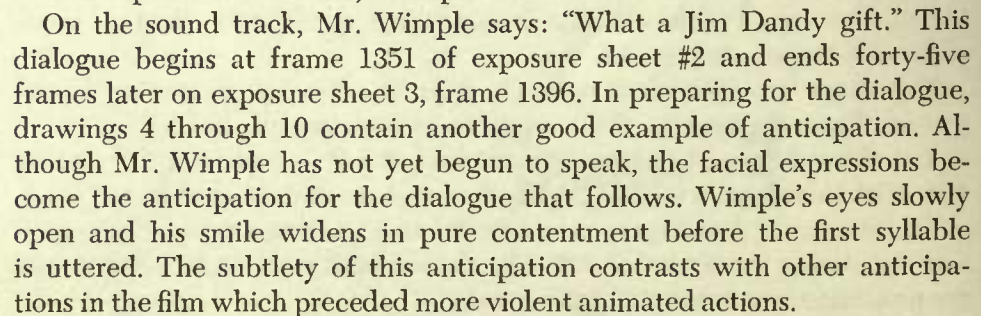 On the sound track, Mr. Wimple says: “What a Jim Dandy gift.” This
dialogue begins at frame 1351 of exposure sheet #2 and ends forty-five
frames later on exposure sheet 3, frame 1396. In preparing for the dialogue,
drawings 4 through 10 contain another good example of anticipation. Al-
though Mr. Wimple has not yet begun to speak, the facial expressions be-
come the anticipation for the dialogue that follows. Wimple’s eyes slowly
open and his smile widens in pure contentment before the first syllable
is uttered. The subtlety of this anticipation contrasts with other anticipa-
tions in the film which preceded more violent animated actions.